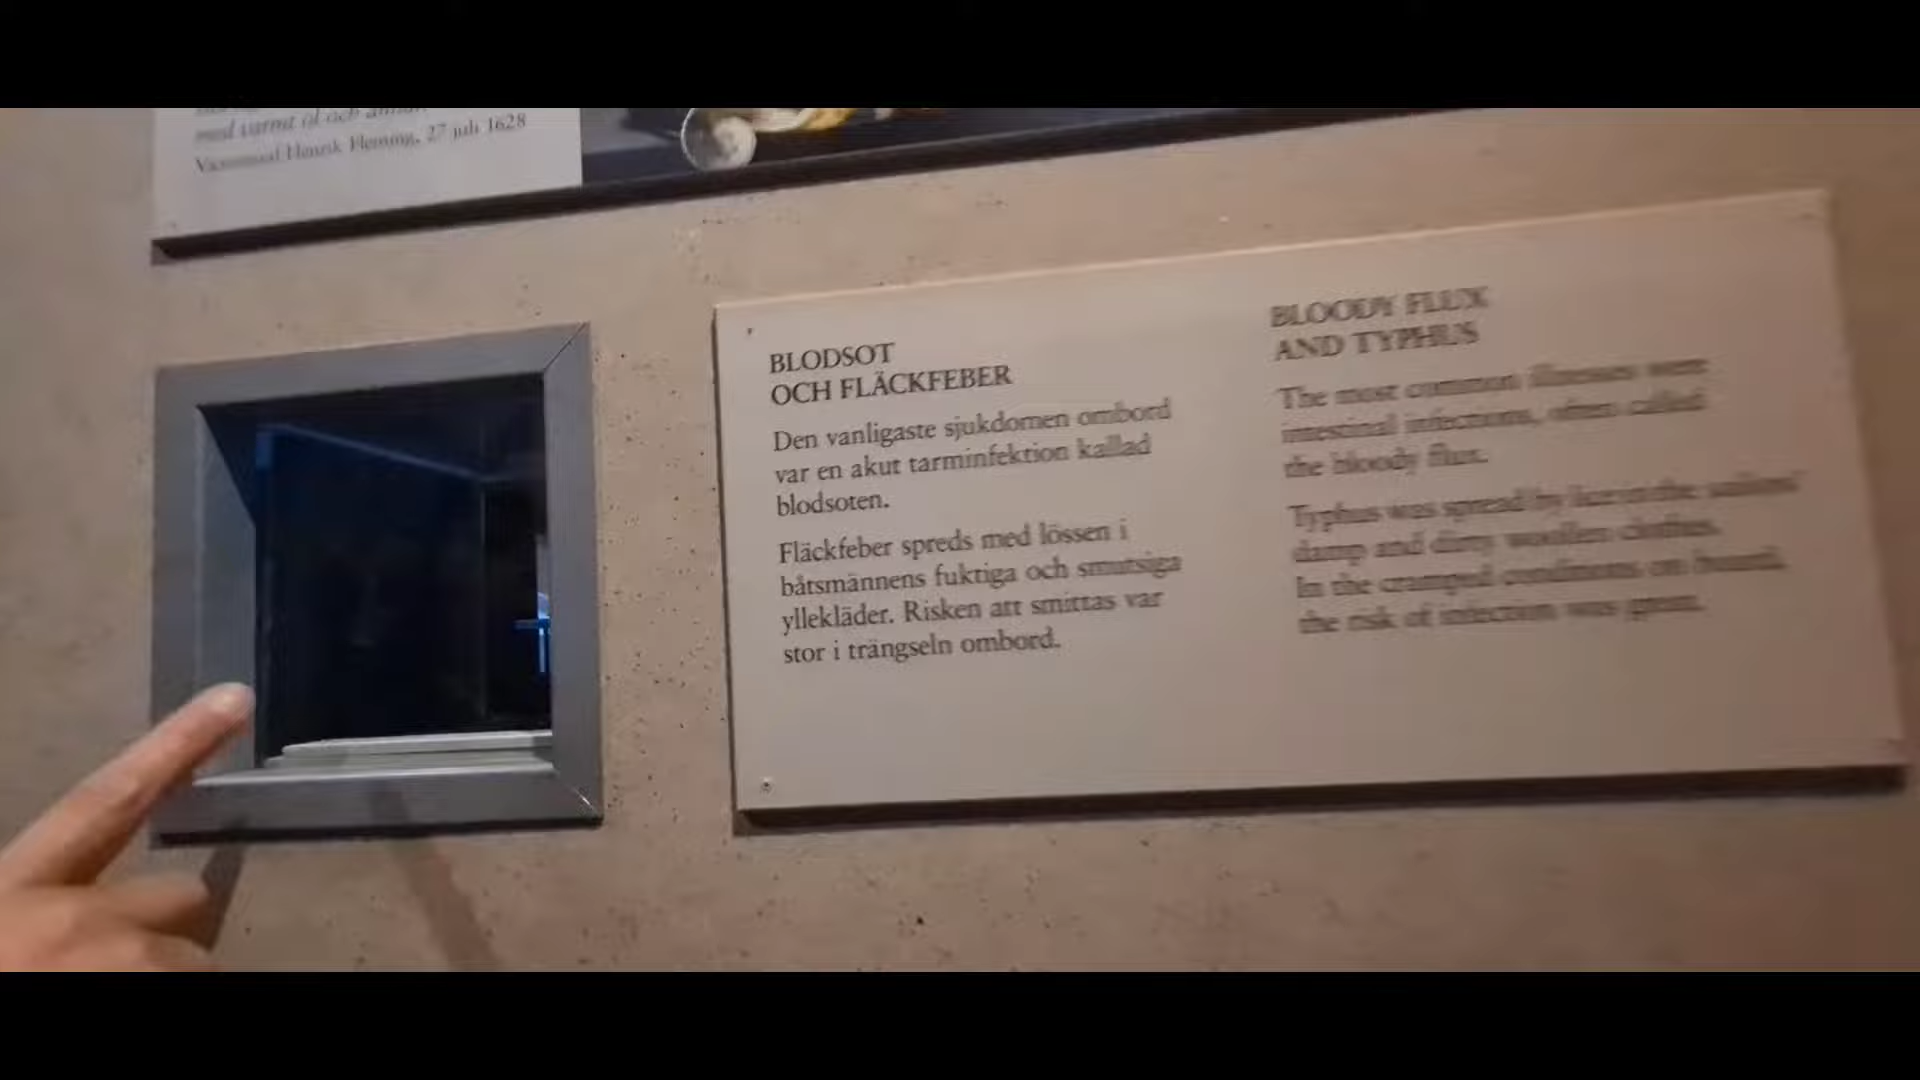 med varmt öl och
Viceamiral Henrik Fleming, 27 juli 1628
BLODSOT
OCH FLÄCKFEBER
Den vanligaste sjukdomen ombord
var en akut tarminfektion kallad
blodsoten.
Fläckfeber spreds med lössen i
båtsmännens fuktiga och smutsiga
yllekläder. Risken att smittas var
stor i trängseln ombord.
BLOODY FLUX
AND TYPHUS
The most common illnesses were
intestinal infections, often called
the bloody flux.
Typhus was spread by lice in the sailors'
damp and dirty woollen clothes.
In the cramped conditions on board,
the risk of infection was great.